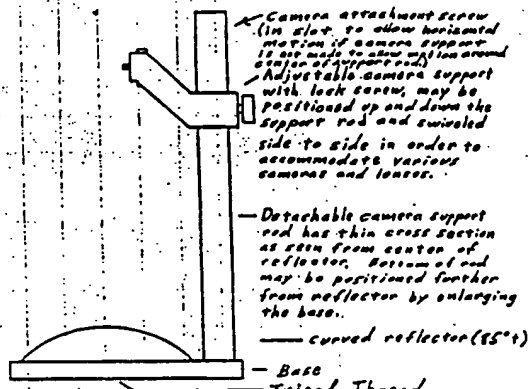 Camera attachment screw
(in slot to allow horizontal
motion if camera support
is not made to allow motion around
center of support rod)
Adjustable camera support
with lock screw, may be
positioned up and down the
support rod and swiveled
side to side in order to
accommodate various
cameras and lenses.
Detachable camera support
rod has thin cross section
as seen from center of
reflector. Bottom of rod
may be positioned further
from reflector by enlarging
the base.
curved reflector (85°+)
Base
Tripod Thread